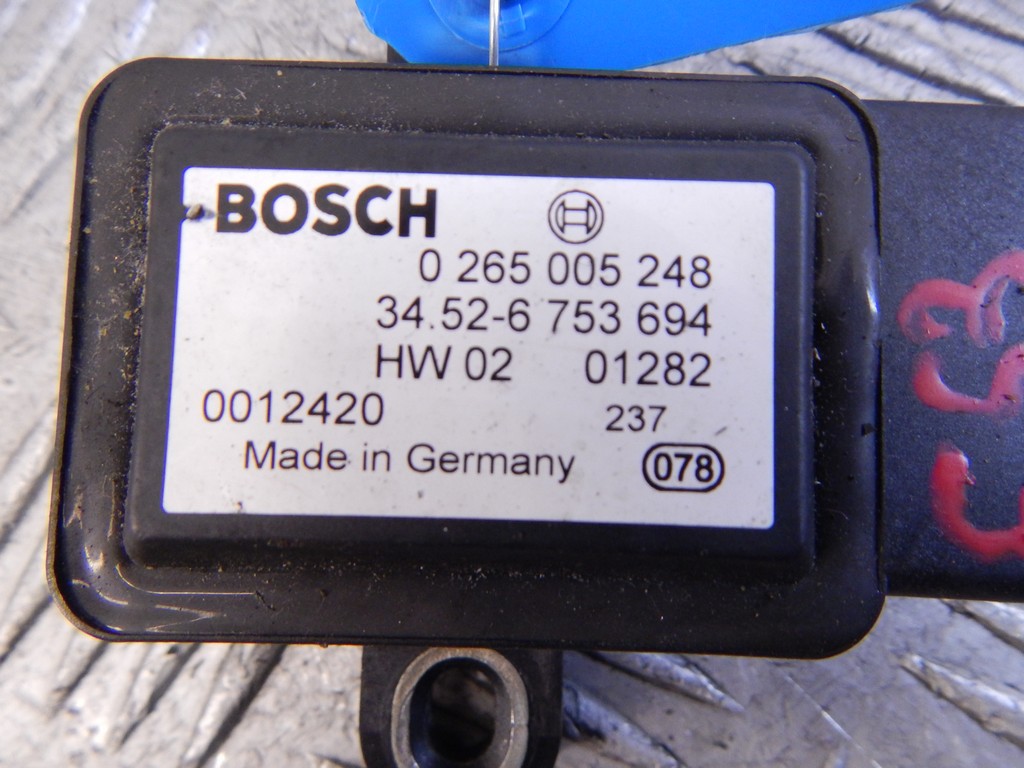 BOSCH
0 265 005 248
34.52-6 753 694
HW 02 01282
0012420 237
Made in Germany 078
E53